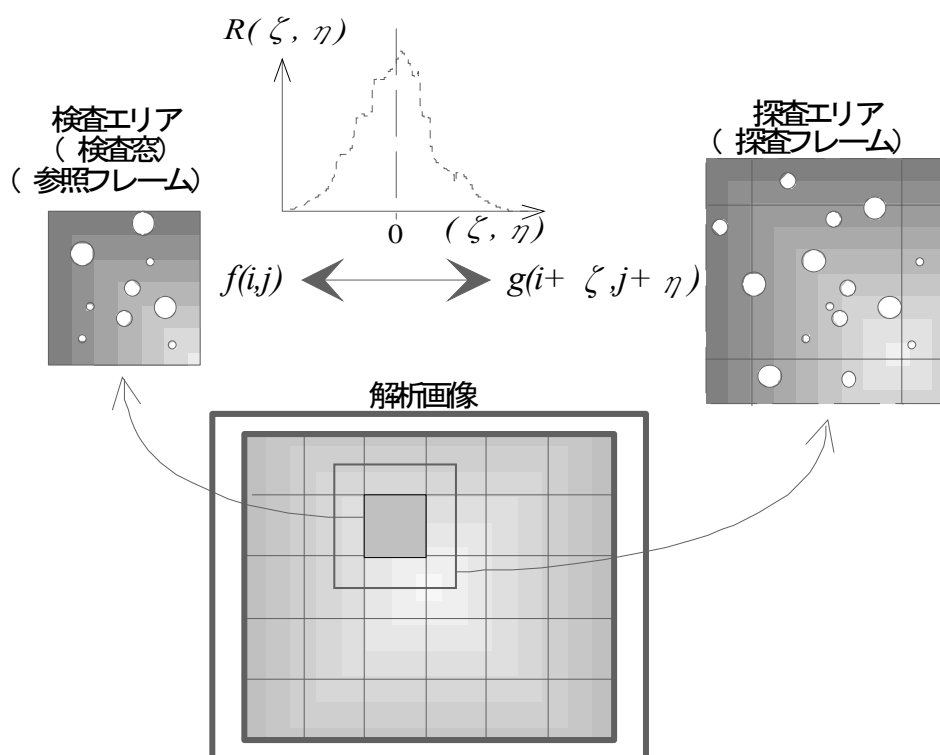 R( ζ, η)
検査エリア
( 検査窓)
( 参照フレーム)
探査エリア
( 探査フレーム)
0
( ζ, η)
f(i,j)
g(i+ ζ ,j+ η)
解析画像